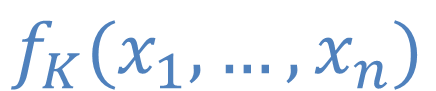 f_K(x_1, …, x_n)